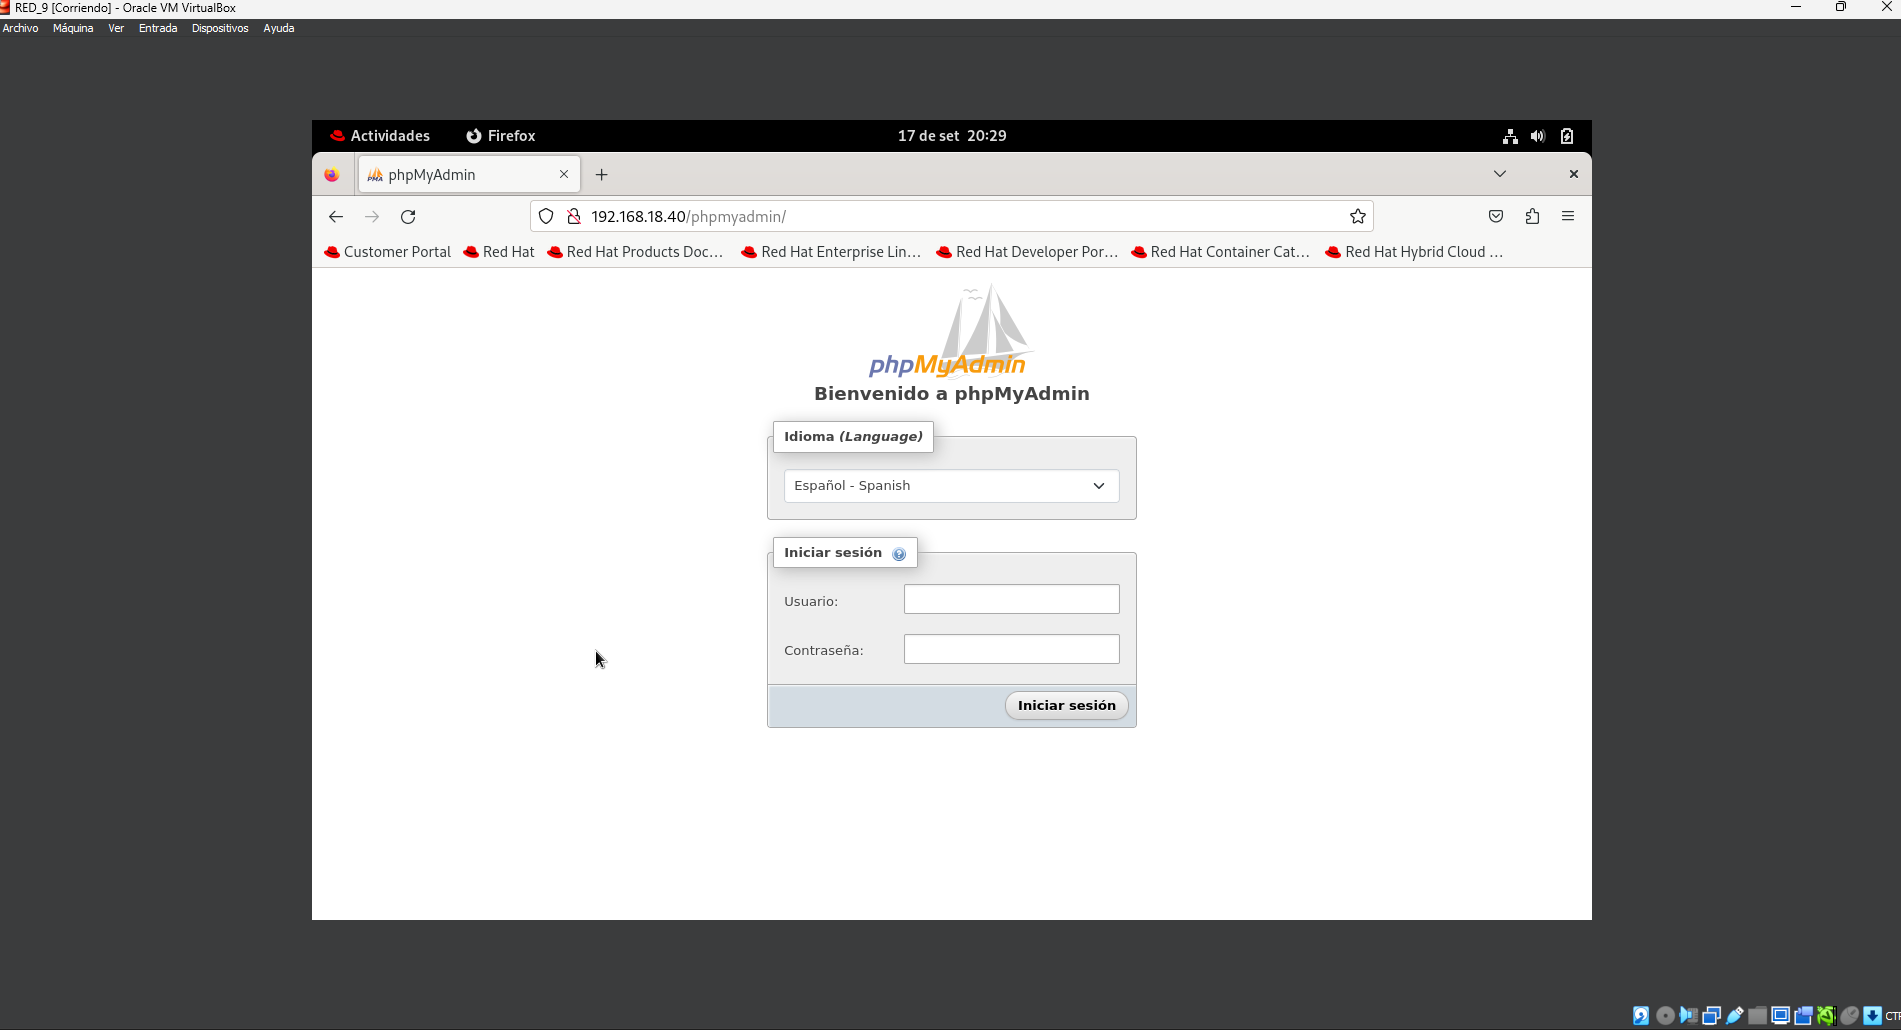 RED_9 [Corriendo] - Oracle VM VirtualBox
Archivo Máquina Ver Entrada Dispositivos Ayuda
Actividades Firefox 17 de set 20:29
phpMyAdmin
192.168.18.40/phpmyadmin/
Customer Portal Red Hat Red Hat Products Doc... Red Hat Enterprise Lin... Red Hat Developer Por... Red Hat Container Cat... Red Hat Hybrid Cloud ...
phpMyAdmin
Bienvenido a phpMyAdmin
Idioma (Language)
Español - Spanish
Iniciar sesión
Usuario:
Contraseña:
Iniciar sesión